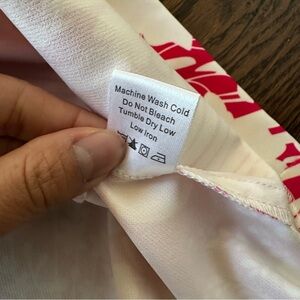 Machine Wash Cold
Do Not Bleach
Tumble Dry Low
Low Iron